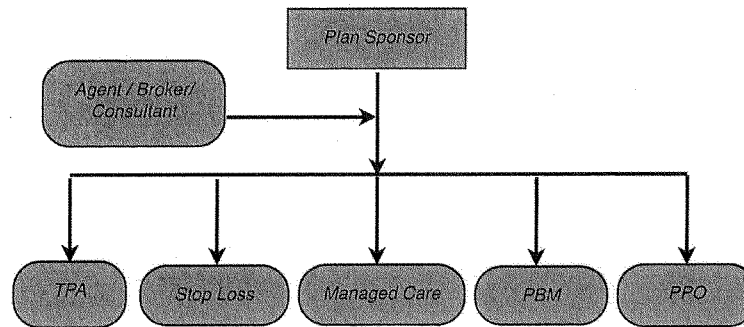 Plan Sponsor
Agent / Broker/
Consultant
TPA
Stop Loss
Managed Care
PBM
PPO